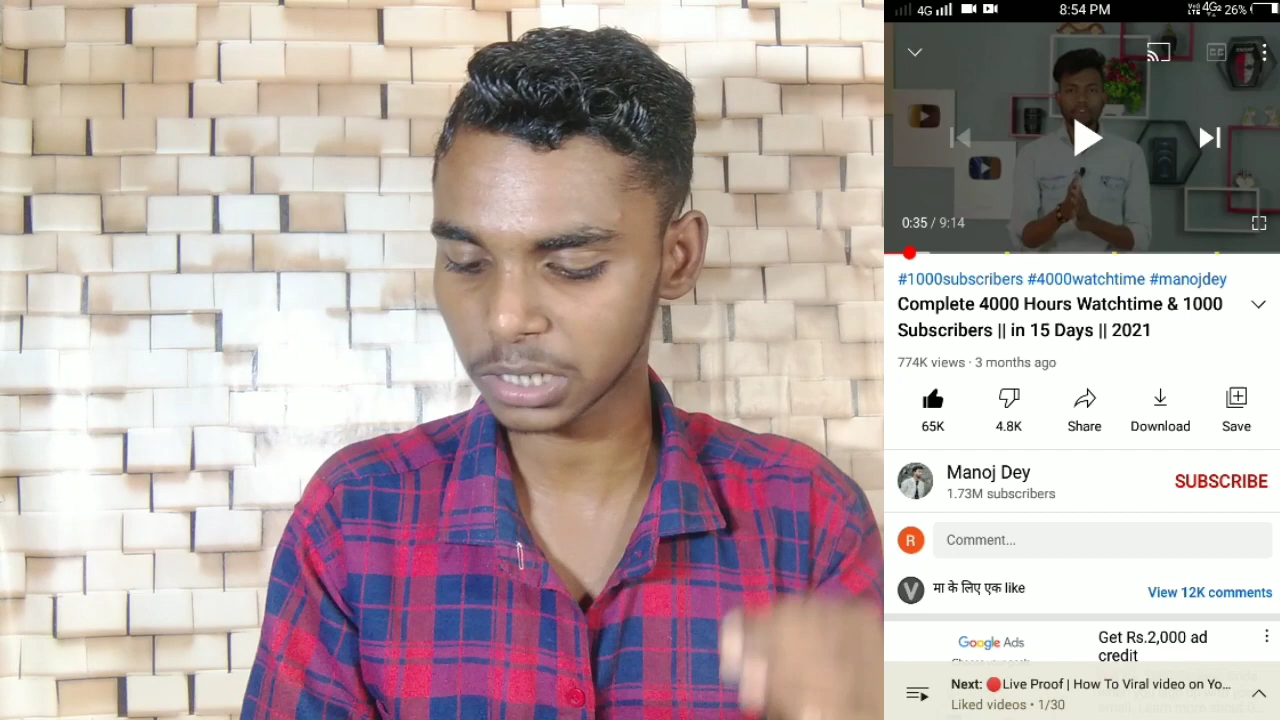 4G 8:54 PM 4G 26%
CC
0:35 / 9:14
#1000subscribers #4000watchtime #manojdey
Complete 4000 Hours Watchtime & 1000
Subscribers || in 15 Days || 2021
774K views · 3 months ago
65K 4.8K Share Download Save
Manoj Dey
1.73M subscribers
SUBSCRIBE
R Comment...
V मा के लिए एक like
View 12K comments
Google Ads
Get Rs.2,000 ad
credit
Next: 🔴Live Proof | How To Viral video on Yo...
Liked videos • 1/30